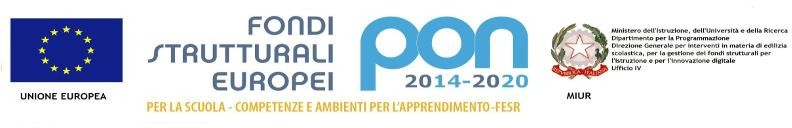 UNIONE EUROPEA
FONDI
STRUTTURALI
EUROPEI
pon
2014-2020
PER LA SCUOLA - COMPETENZE E AMBIENTI PER L'APPRENDIMENTO-FESR
REPVBBLICA ITALIANA
MIUR
Ministero dell'Istruzione, dell'Università e della Ricerca
Dipartimento per la Programmazione
Direzione Generale per interventi in materia di edilizia
scolastica, per la gestione dei fondi strutturali per
l'istruzione e per l'innovazione digitale
Ufficio IV